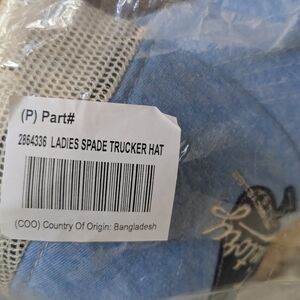 (P) Part#
2864336 LADIES SPADE TRUCKER HAT
(COO) Country Of Origin: Bangladesh